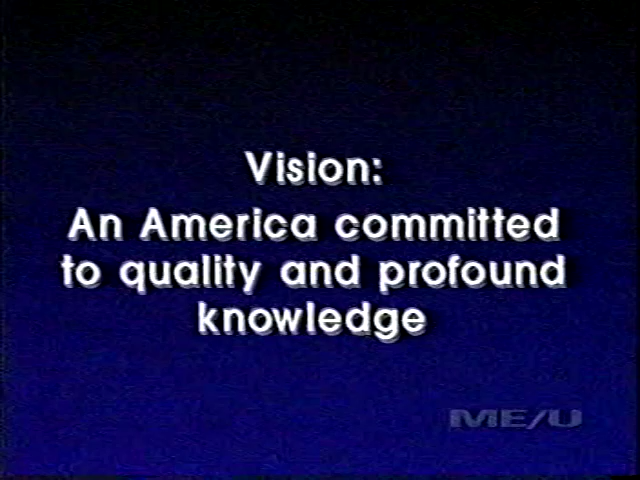 Vision:
An America committed
to quality and profound
knowledge
ME/U